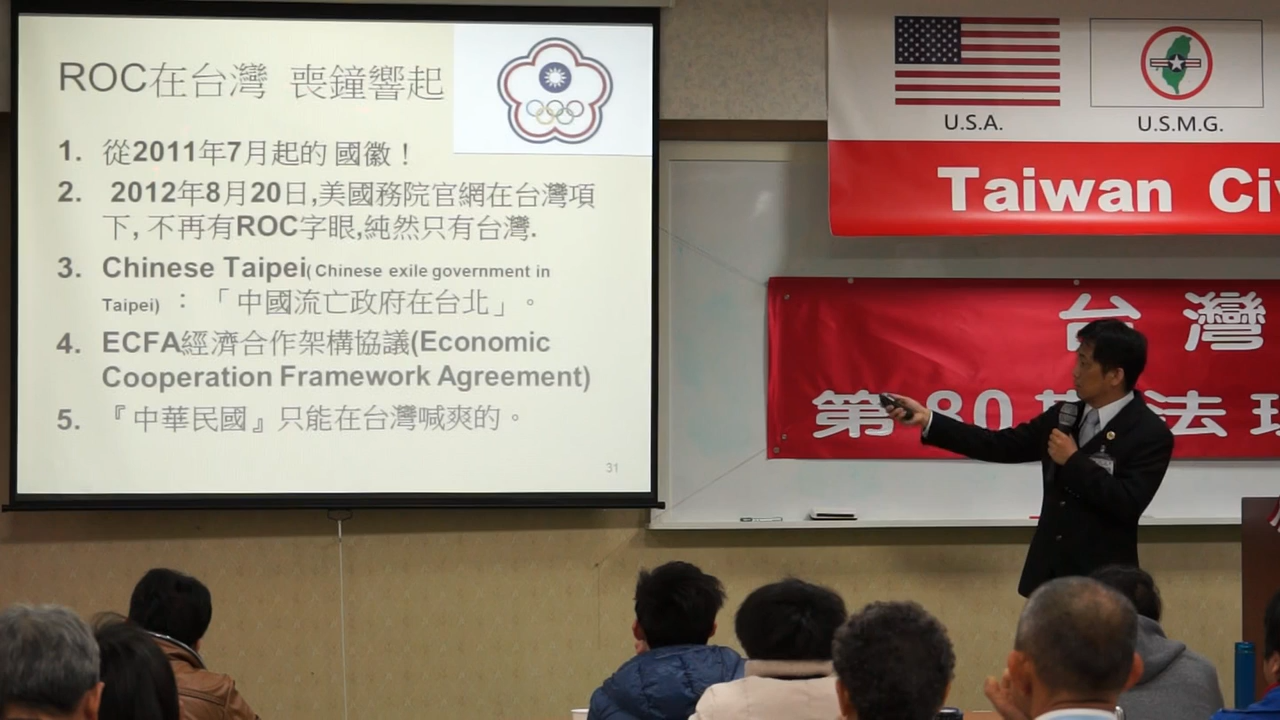 ROC在台灣 喪鐘響起
1. 從2011年7月起的 國徽！
2. 2012年8月20日,美國務院官網在台灣項
下, 不再有ROC字眼,純然只有台灣.
3. Chinese Taipei( Chinese exile government in
Taipei) ： 「中國流亡政府在台北」。
4. ECFA經濟合作架構協議(Economic
Cooperation Framework Agreement)
5. 『中華民國』只能在台灣喊爽的。
31
U.S.A.
U.S.M.G.
Taiwan Ci
台灣
第80 法